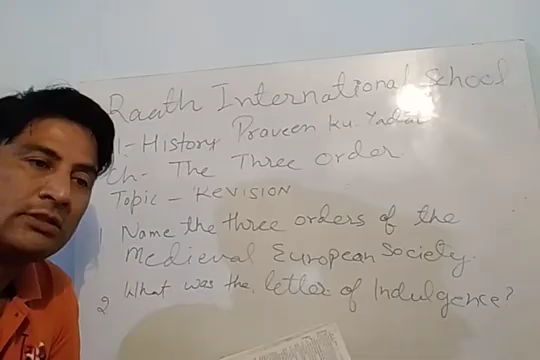 Raath International School
1:- History Praveen Ku. Yadav
Ch- The Three order.
Topic - Revision
1 Name the three orders of the
Medieval European Society.
2 What was the letter of Indulgence?